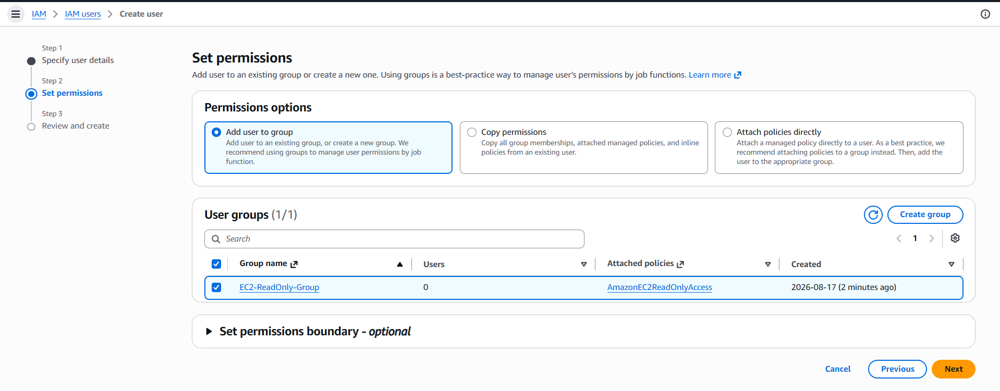 IAM > IAM users > Create user
Step 1
Specify user details
Step 2
Set permissions
Step 3
Review and create
Set permissions
Add user to an existing group or create a new one. Using groups is a best-practice way to manage user's permissions by job functions. Learn more
Permissions options
Add user to group
Add user to an existing group, or create a new group. We
recommend using groups to manage user permissions by job
function.
Copy permissions
Copy all group memberships, attached managed policies, and inline
policies from an existing user.
Attach policies directly
Attach a managed policy directly to a user. As a best practice, we
recommend attaching policies to a group instead. Then, add the
user to the appropriate group.
User groups (1/1)
Create group
Search
1
Group name Users Attached policies Created
EC2-ReadOnly-Group 0 AmazonEC2ReadOnlyAccess 2026-08-17 (2 minutes ago)
Set permissions boundary - optional
Cancel Previous Next